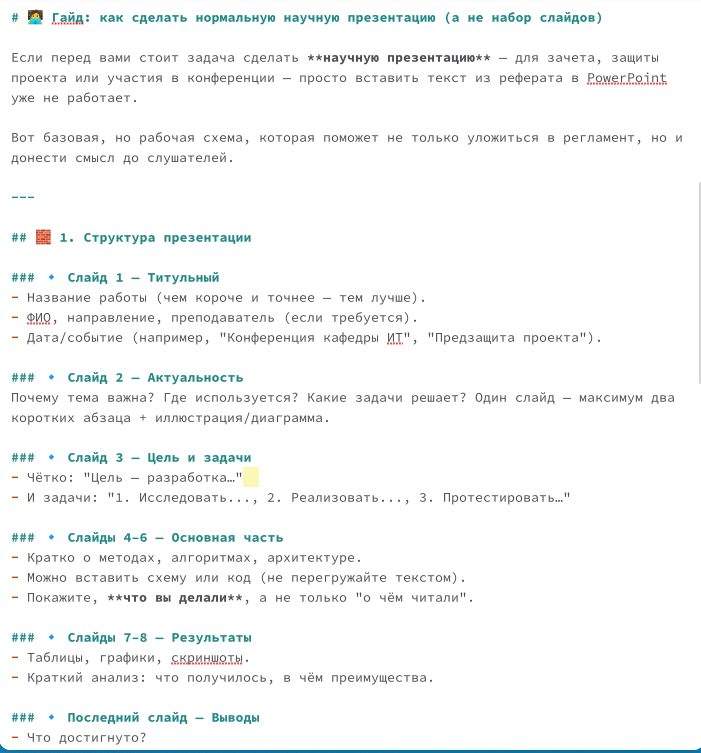 # 🧑‍💻 Гайд: как сделать нормальную научную презентацию (а не набор слайдов)
Если перед вами стоит задача сделать **научную презентацию** — для зачета, защиты
проекта или участия в конференции — просто вставить текст из реферата в PowerPoint
уже не работает.
Вот базовая, но рабочая схема, которая поможет не только уложиться в регламент, но и
донести смысл до слушателей.
---
## 🧱 1. Структура презентации
### 🔹 Слайд 1 — Титульный
- Название работы (чем короче и точнее — тем лучше).
- ФИО, направление, преподаватель (если требуется).
- Дата/событие (например, "Конференция кафедры ИТ", "Предзащита проекта").
### 🔹 Слайд 2 — Актуальность
Почему тема важна? Где используется? Какие задачи решает? Один слайд — максимум два
коротких абзаца + иллюстрация/диаграмма.
### 🔹 Слайд 3 — Цель и задачи
- Чётко: "Цель — разработка…"
- И задачи: "1. Исследовать..., 2. Реализовать..., 3. Протестировать…"
### 🔹 Слайды 4–6 — Основная часть
- Кратко о методах, алгоритмах, архитектуре.
- Можно вставить схему или код (не перегружайте текстом).
- Покажите, **что вы делали**, а не только "о чём читали".
### 🔹 Слайды 7–8 — Результаты
- Таблицы, графики, скриншоты.
- Краткий анализ: что получилось, в чём преимущества.
### 🔹 Последний слайд — Выводы
- Что достигнуто?